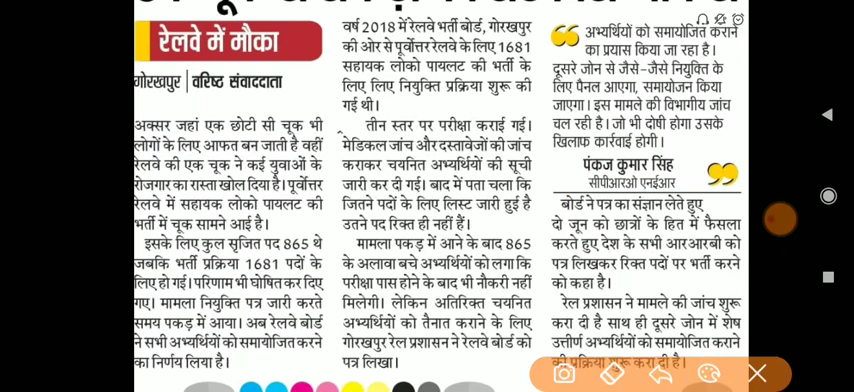 रेलवे में मौका
गोरखपुर | वरिष्ठ संवाददाता
अक्सर जहां एक छोटी सी चूक भी
लोगों के लिए आफत बन जाती है वहीं
रेलवे की एक चूक ने कई युवाओं के
रोजगार का रास्ता खोल दिया है। पूर्वोत्तर
रेलवे में सहायक लोको पायलट की
भर्ती में चूक सामने आई है।
इसके लिए कुल सृजित पद 865 थे
जबकि भर्ती प्रक्रिया 1681 पदों के
लिए हो गई। परिणाम भी घोषित कर दिए
गए। मामला नियुक्ति पत्र जारी करते
समय पकड़ में आया। अब रेलवे बोर्ड
ने सभी अभ्यर्थियों को समायोजित करने
का निर्णय लिया है।
वर्ष 2018 में रेलवे भर्ती बोर्ड, गोरखपुर
की ओर से पूर्वोत्तर रेलवे के लिए 1681
सहायक लोको पायलट की भर्ती के
लिए लिए नियुक्ति प्रक्रिया शुरू की
गई थी।
तीन स्तर पर परीक्षा कराई गई।
मेडिकल जांच और दस्तावेजों की जांच
कराकर चयनित अभ्यर्थियों की सूची
जारी कर दी गई। बाद में पता चला कि
जितने पदों के लिए लिस्ट जारी हुई है
उतने पद रिक्त ही नहीं हैं।
मामला पकड़ में आने के बाद 865
के अलावा बचे अभ्यर्थियों को लगा कि
परीक्षा पास होने के बाद भी नौकरी नहीं
मिलेगी। लेकिन अतिरिक्त चयनित
अभ्यर्थियों को तैनात कराने के लिए
गोरखपुर रेल प्रशासन ने रेलवे बोर्ड को
पत्र लिखा।
अभ्यर्थियों को समायोजित कराने
का प्रयास किया जा रहा है।
दूसरे जोन से जैसे-जैसे नियुक्ति के
लिए पैनल आएगा, समायोजन किया
जाएगा। इस मामले की विभागीय जांच
चल रही है। जो भी दोषी होगा उसके
खिलाफ कार्रवाई होगी।
पंकज कुमार सिंह
सीपीआरओ एनईआर
बोर्ड ने पत्र का संज्ञान लेते हुए
दो जून को छात्रों के हित में फैसला
करते हुए देश के सभी आरआरबी को
पत्र लिखकर रिक्त पदों पर भर्ती करने
को कहा है।
रेल प्रशासन ने मामले की जांच शुरू
करा दी है साथ ही दूसरे जोन में शेष
उत्तीर्ण अभ्यर्थियों को समायोजित कराने
की प्रक्रिया शुरू करा दी है।